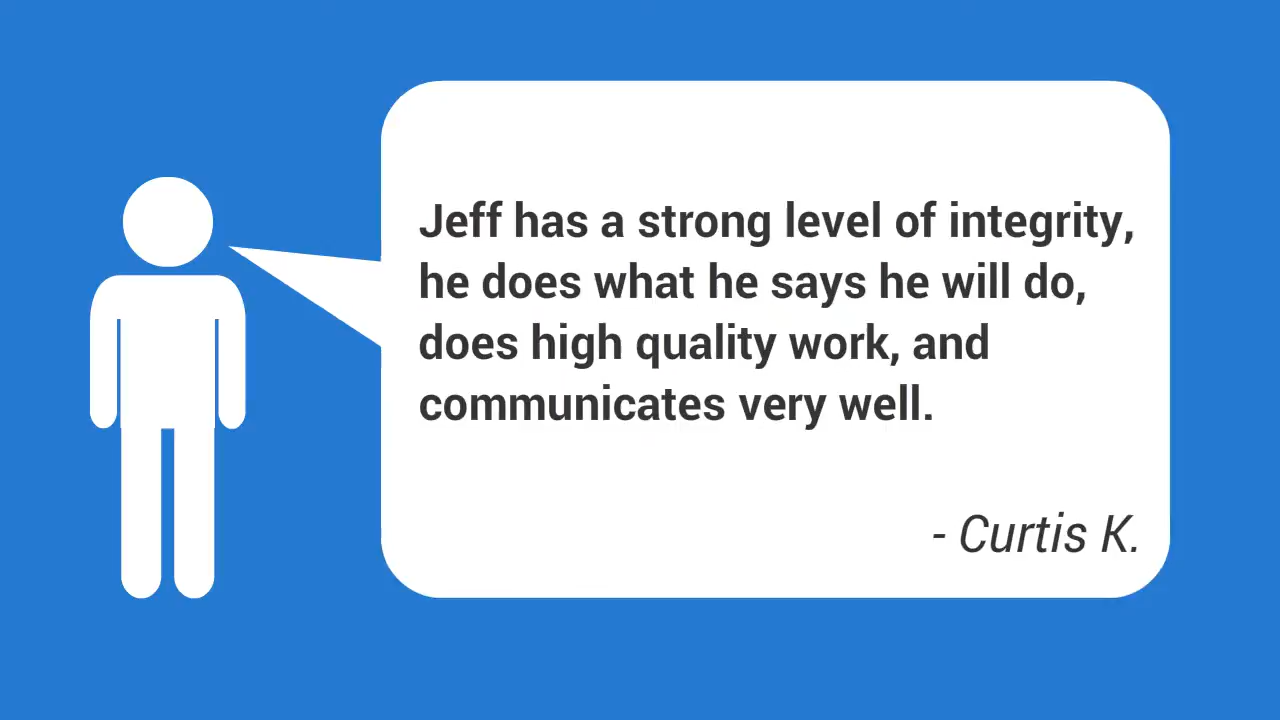 Jeff has a strong level of integrity,
he does what he says he will do,
does high quality work, and
communicates very well.
- Curtis K.